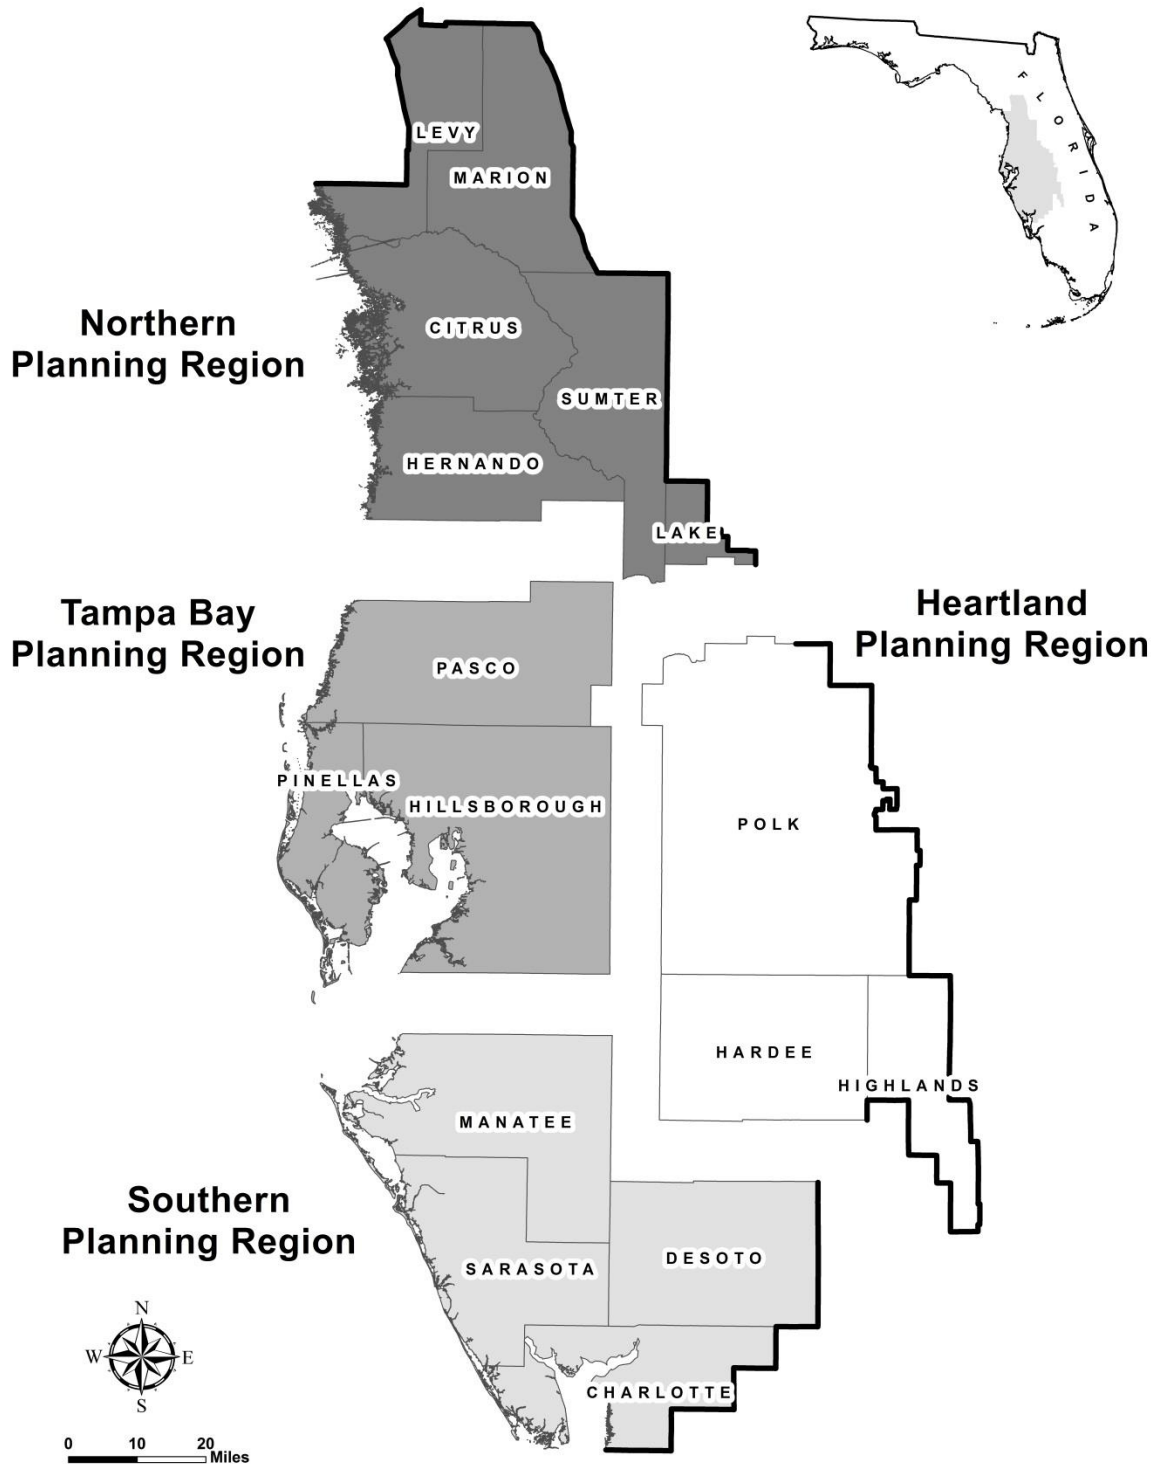 FLORIDA
LEVY
MARION
Northern
Planning Region
CITRUS
SUMTER
HERNANDO
LAKE
Tampa Bay
Planning Region
Heartland
Planning Region
PASCO
PINELLAS
HILLSBOROUGH
POLK
HARDEE
HIGHLANDS
MANATEE
Southern
Planning Region
SARASOTA
DESOTO
CHARLOTTE
N
W E
S
0 10 20
Miles